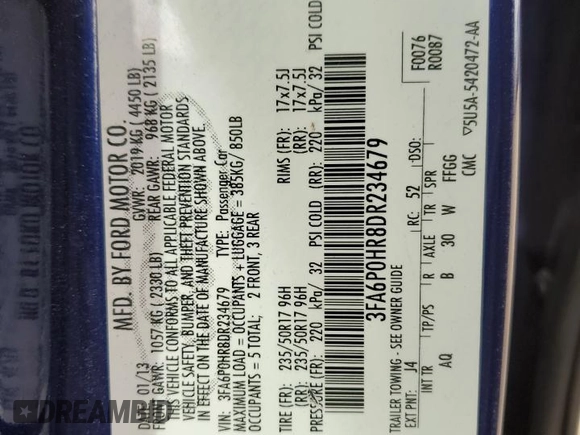 MFD. BY FORD MOTOR CO.
DATE: 01/13 GVWR: 2019 KG ( 4450 LB)
FR GAWR: 1057 KG ( 2330 LB) REAR GAWR: 968 KG ( 2135 LB)
THIS VEHICLE CONFORMS TO ALL APPLICABLE FEDERAL MOTOR
VEHICLE SAFETY, BUMPER, AND THEFT PREVENTION STANDARDS
IN EFFECT ON THE DATE OF MANUFACTURE SHOWN ABOVE
VIN: 3FA6P0HR8DR234679 TYPE: Passenger Car
MAXIMUM LOAD = OCCUPANTS + LUGGAGE = 385KG/ 850LB
OCCUPANTS = 5 TOTAL; 2 FRONT, 3 REAR
TIRE (FR): 235/50R17 96H RIMS (FR): 17x7.5J
TIRE (RR): 235/50R17 96H (RR): 17x7.5J
PRESSURE (FR): 220 kPa/ 32 PSI COLD (RR): 220 kPa/ 32 PSI COLD
3FA6P0HR8DR234679
F0076
R0087
TRAILER TOWING - SEE OWNER GUIDE
EXT PNT: J4 RC: 52 DSO:
INT TR TP/PS R AXLE TR SPR
AQ B 30 W FFGG
CMC ▽5U5A-5420472-AA
DREAMBID